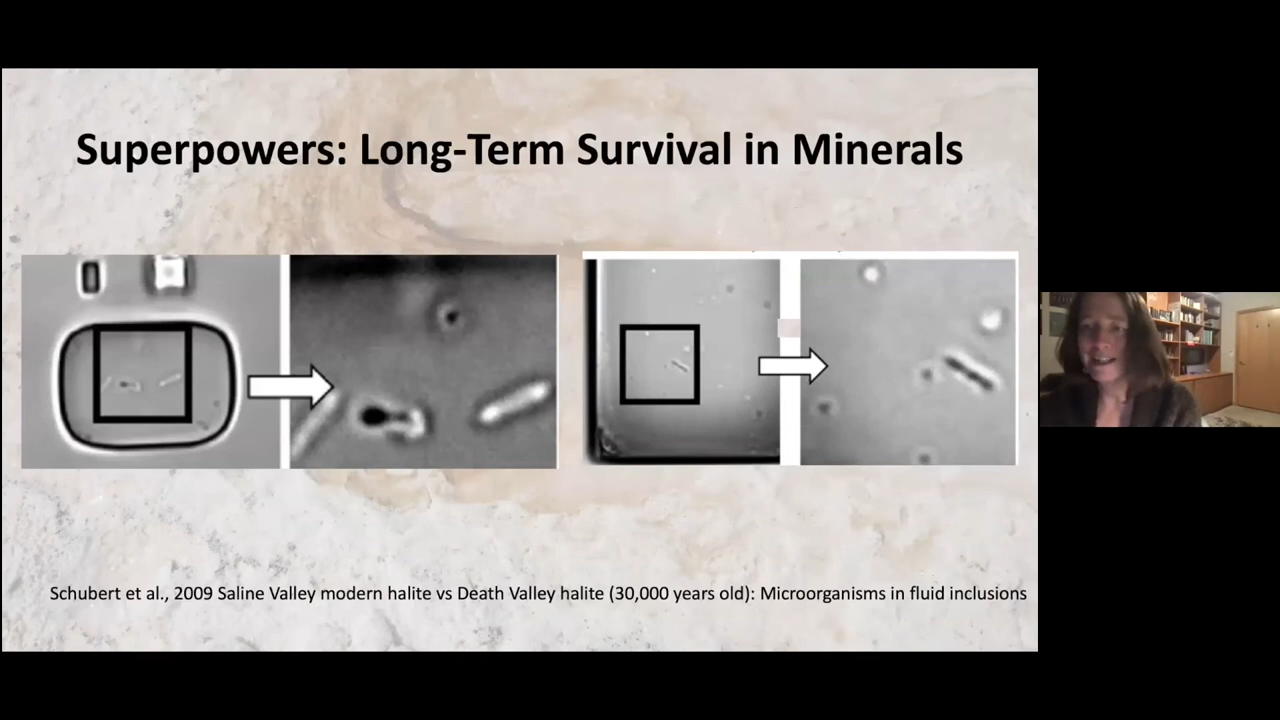 Superpowers: Long-Term Survival in Minerals
Schubert et al., 2009 Saline Valley modern halite vs Death Valley halite (30,000 years old): Microorganisms in fluid inclusions